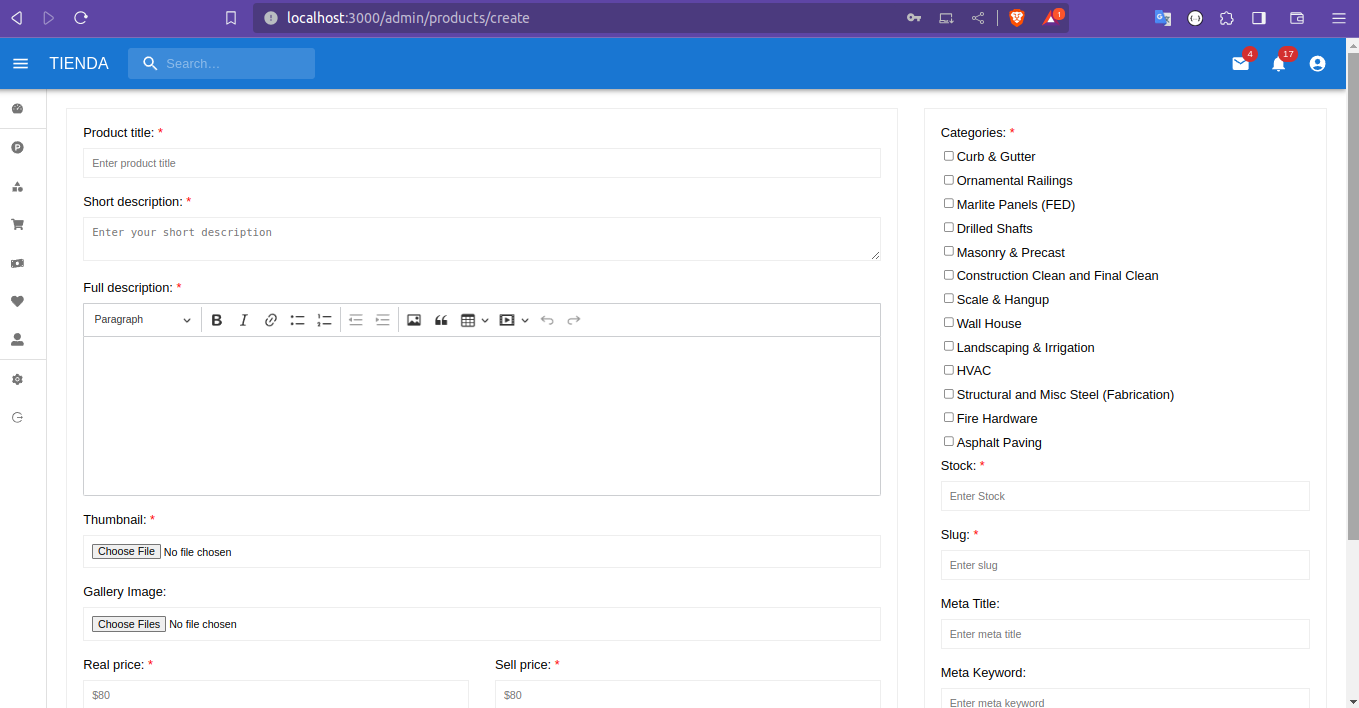 localhost:3000/admin/products/create
1
TIENDA
Search…
4
17
P
Product title: *
Enter product title
Short description: *
Enter your short description
Full description: *
Paragraph
Thumbnail: *
Choose File No file chosen
Gallery Image:
Choose Files No file chosen
Real price: *
$80
Sell price: *
$80
Categories: *
Curb & Gutter
Ornamental Railings
Marlite Panels (FED)
Drilled Shafts
Masonry & Precast
Construction Clean and Final Clean
Scale & Hangup
Wall House
Landscaping & Irrigation
HVAC
Structural and Misc Steel (Fabrication)
Fire Hardware
Asphalt Paving
Stock: *
Enter Stock
Slug: *
Enter slug
Meta Title:
Enter meta title
Meta Keyword:
Enter meta keyword